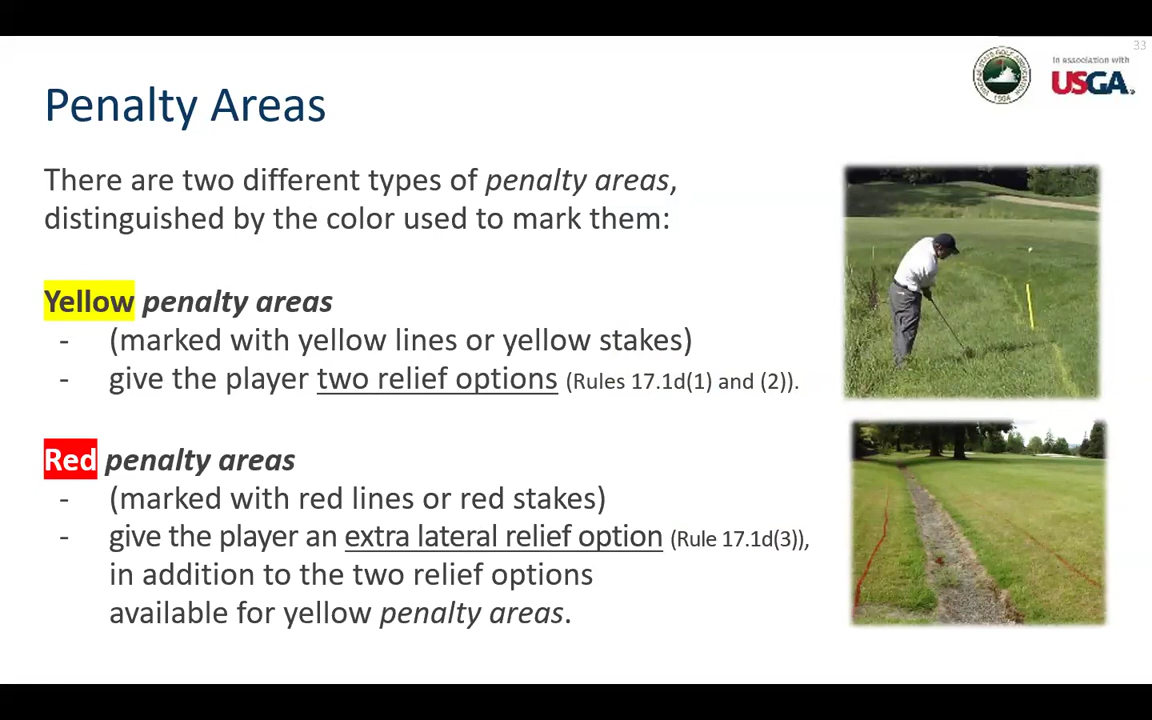 33
In association with
USGA
Penalty Areas
There are two different types of penalty areas,
distinguished by the color used to mark them:
Yellow penalty areas
- (marked with yellow lines or yellow stakes)
- give the player two relief options (Rules 17.1d(1) and (2)).
Red penalty areas
- (marked with red lines or red stakes)
- give the player an extra lateral relief option (Rule 17.1d(3)),
in addition to the two relief options
available for yellow penalty areas.